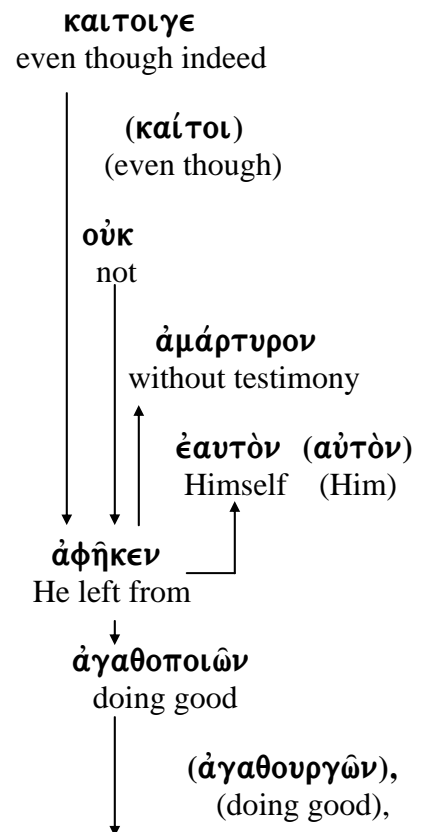 καιτοιγε
even though indeed
(καίτοι)
(even though)
οὐκ
not
ἀμάρτυρον
without testimony
ἐαυτὸν (αὐτὸν)
Himself (Him)
ἀφῆκεν
He left from
ἀγαθοποιῶν
doing good
(ἀγαθουργῶν),
(doing good),